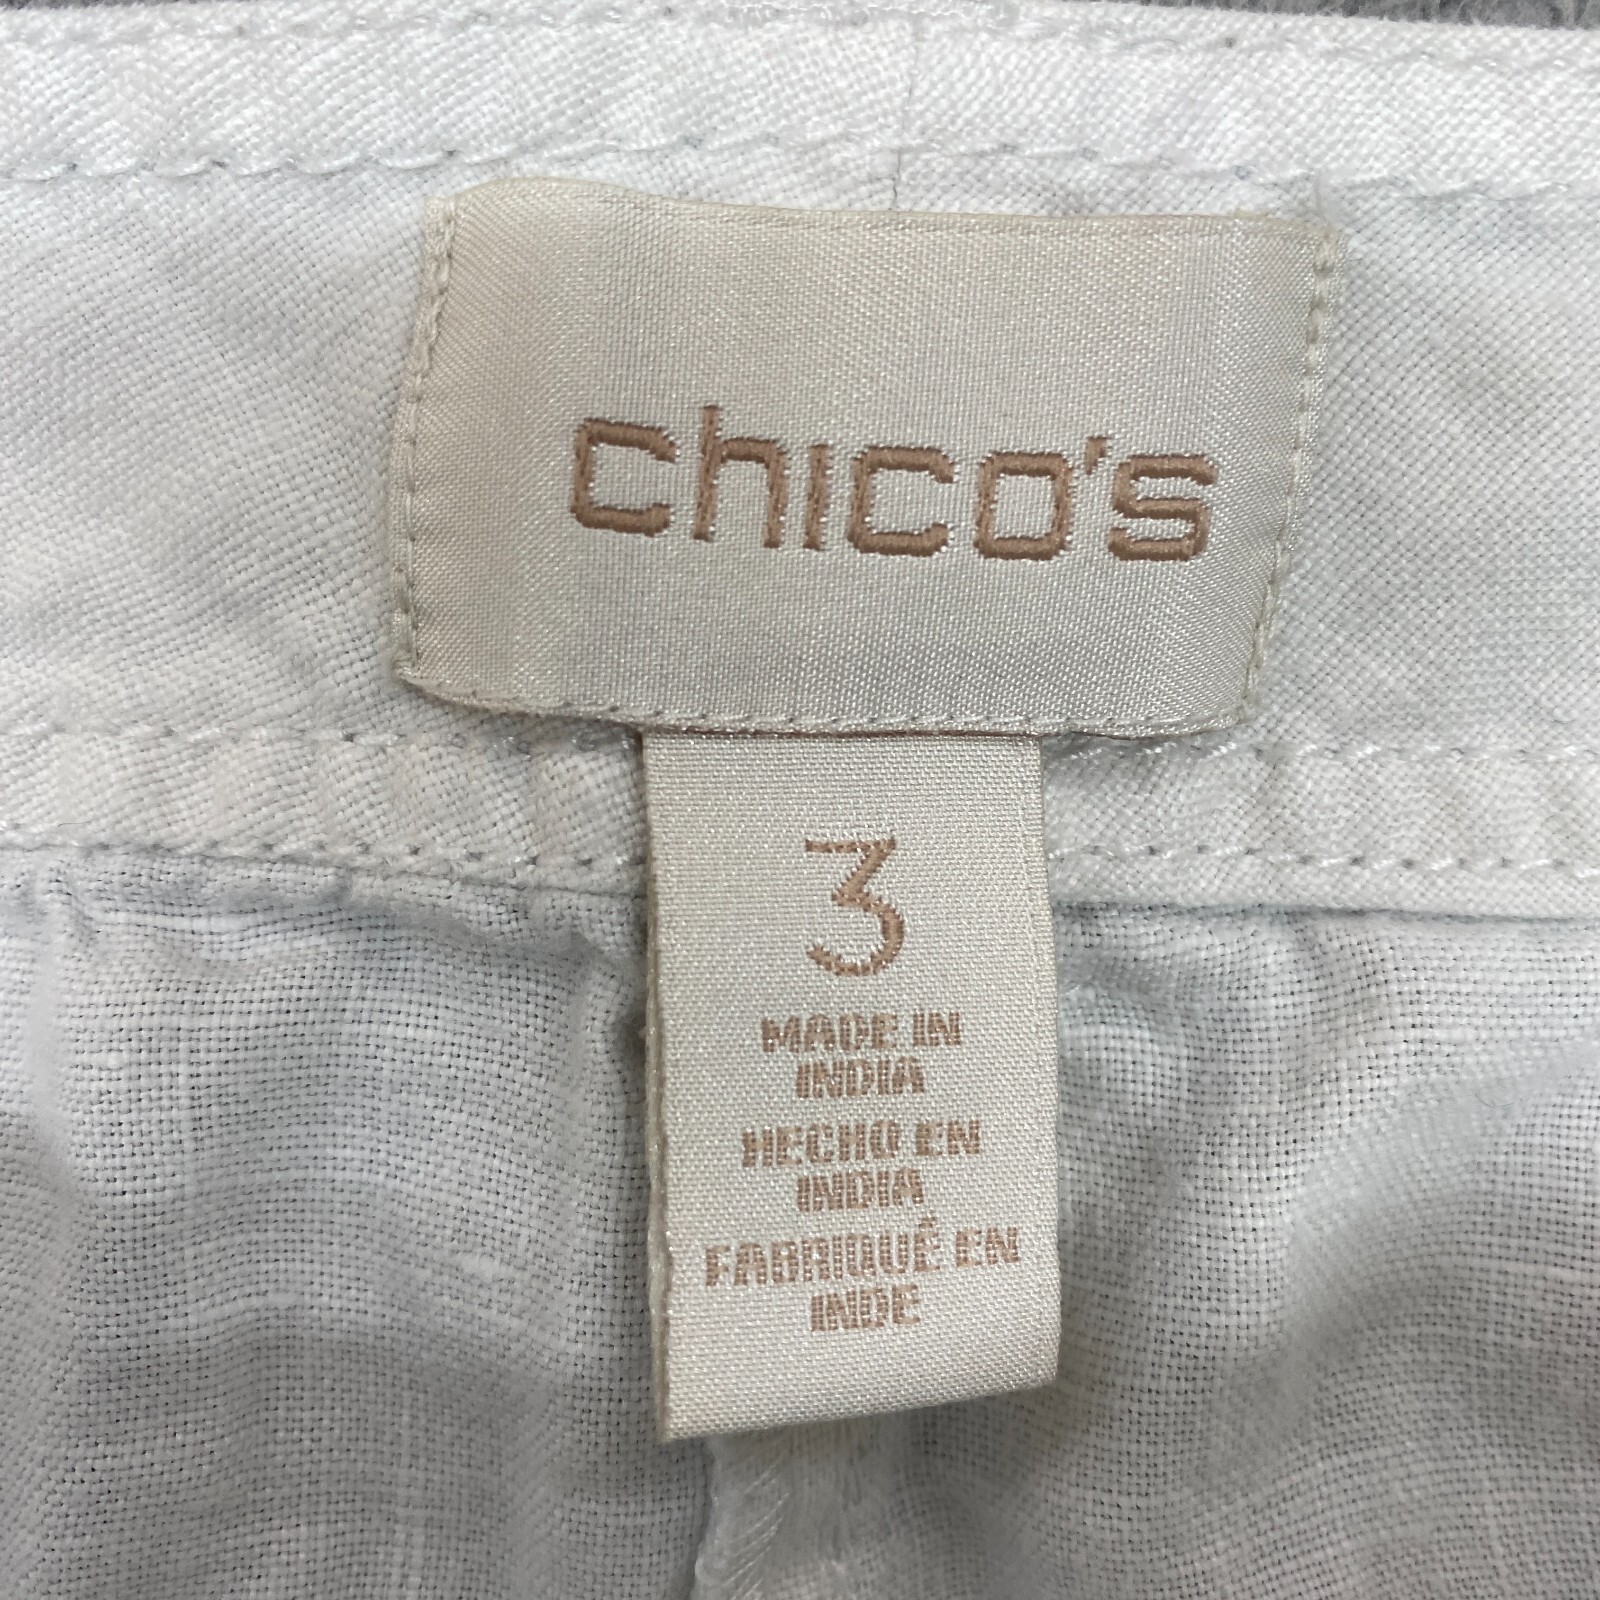 chico's
3
MADE IN
INDIA
HECHO EN
INDIA
FABRIQUÉ EN
INDE